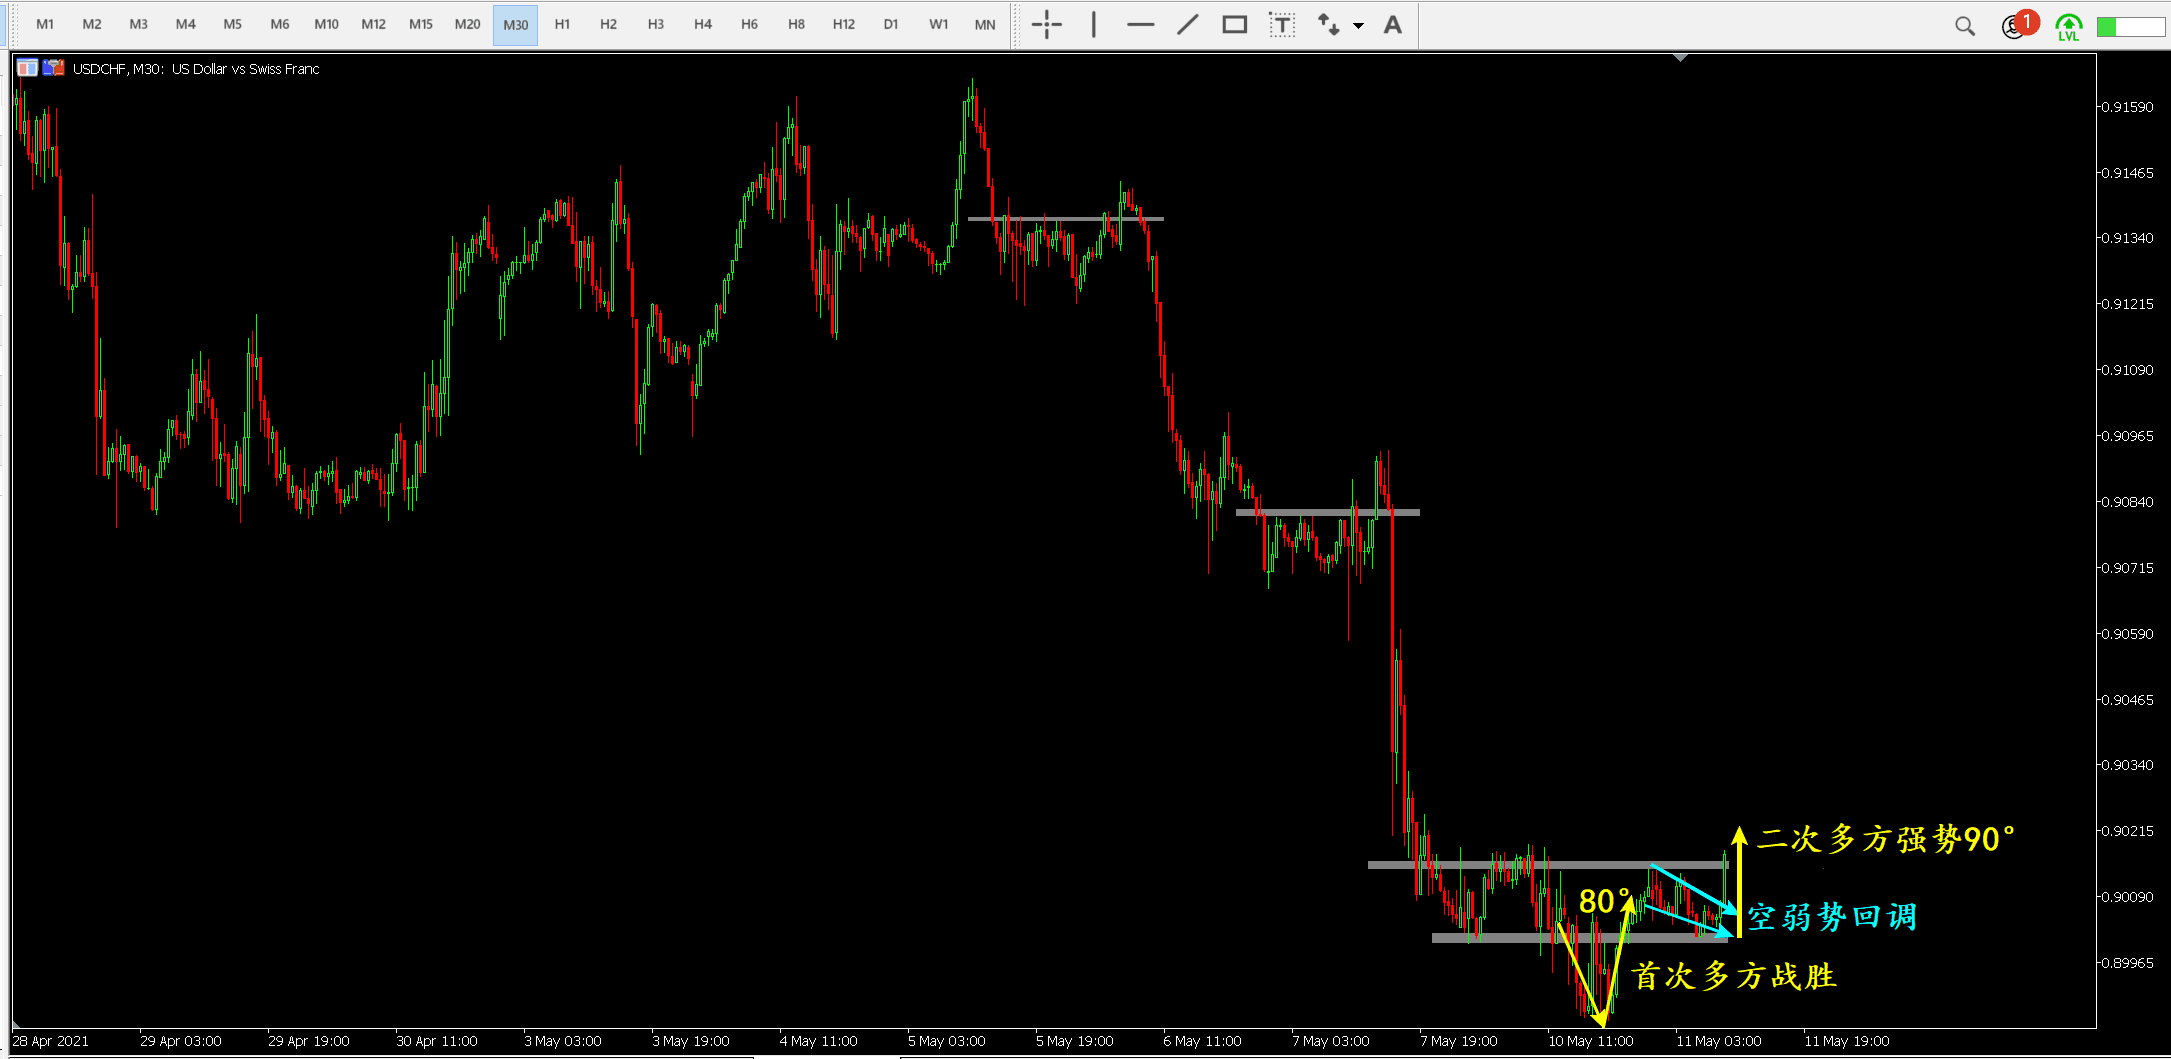 M1 M2 M3 M4 M5 M6 M10 M12 M15 M20 M30 H1 H2 H3 H4 H6 H8 H12 D1 W1 MN T A 1 LVL
USDCHF, M30: US Dollar vs Swiss Franc
0.91590
0.91465
0.91340
0.91215
0.91090
0.90965
0.90840
0.90715
0.90590
0.90465
0.90340
0.90215
二次多方强势90°
80°
0.90090
空弱势回调
0.89965
首次多方战胜
28 Apr 2021 29 Apr 03:00 29 Apr 19:00 30 Apr 11:00 3 May 03:00 3 May 19:00 4 May 11:00 5 May 03:00 5 May 19:00 6 May 11:00 7 May 03:00 7 May 19:00 10 May 11:00 11 May 03:00 11 May 19:00